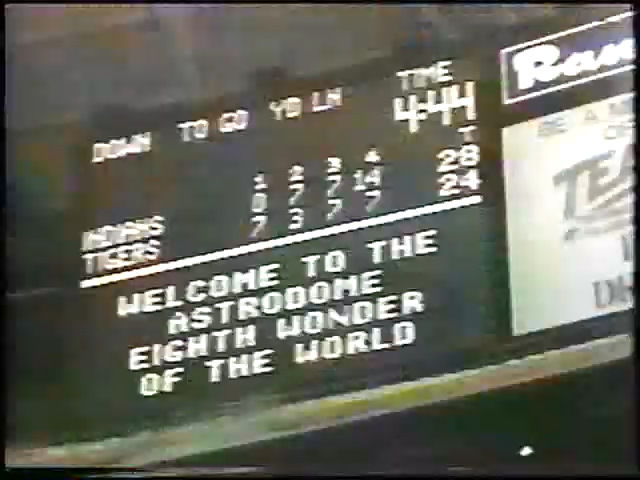 DOWN TO GO YD LN TIME
4:44
1 2 3 4 T
INDIANS 0 7 7 14 28
TIGERS 7 3 7 7 24
WELCOME TO THE
ASTRODOME
EIGHTH WONDER
OF THE WORLD
BE A